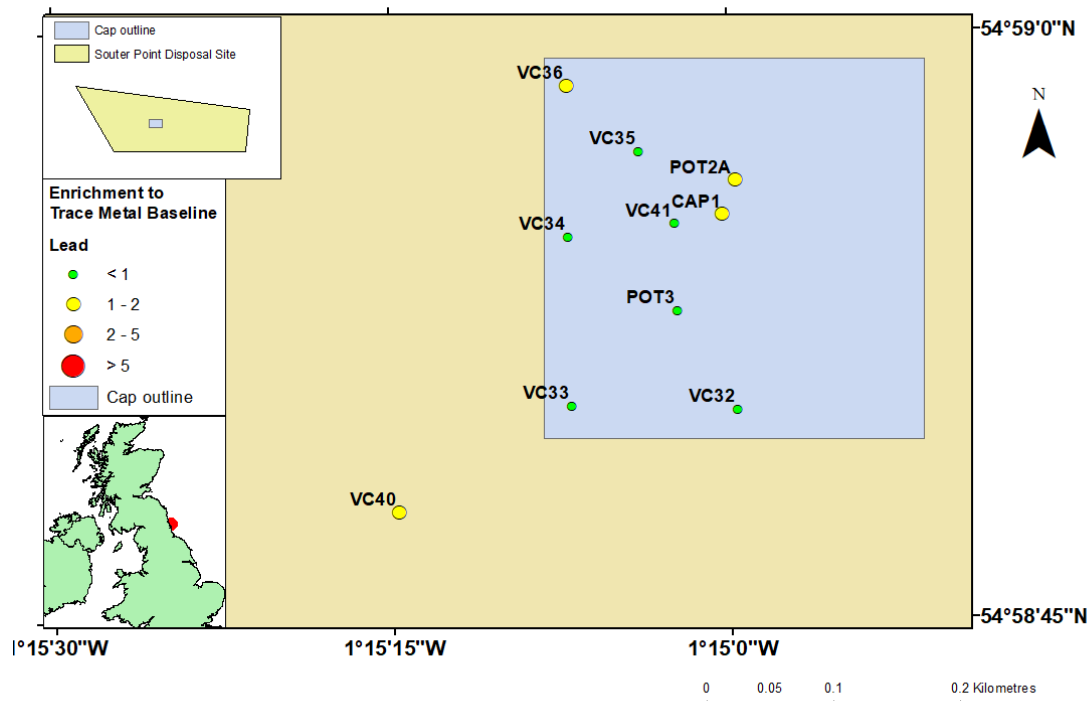 Cap outline
Souter Point Disposal Site
Enrichment to
Trace Metal Baseline
Lead
< 1
1 - 2
2 - 5
> 5
Cap outline
VC36
VC35
POT2A
CAP1
VC41
VC34
POT3
VC33
VC32
VC40
54°59'0"N
N
54°58'45"N
1°15'30"W
1°15'15"W
1°15'0"W
0 0.05 0.1 0.2 Kilometres